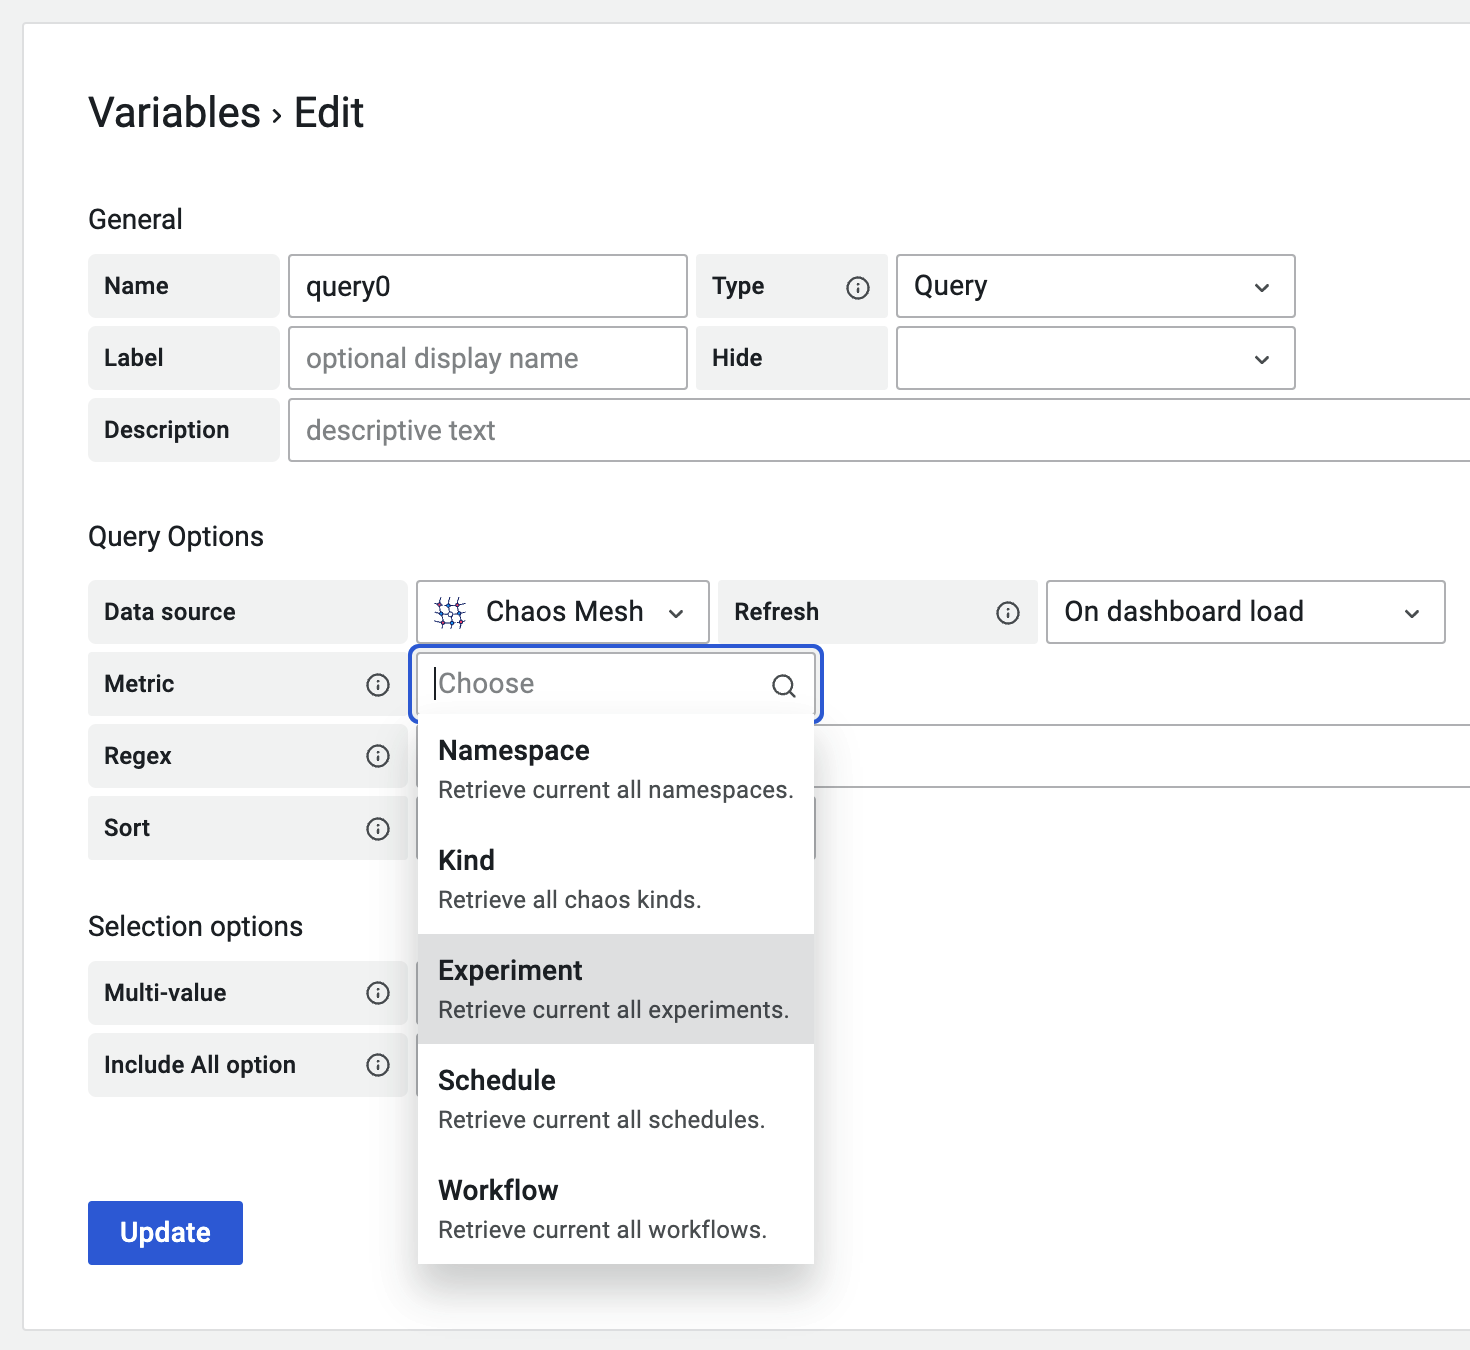 Variables › Edit
General
Name
query0
Type
Query
Label
optional display name
Hide
Description
descriptive text
Query Options
Data source
Chaos Mesh
Refresh
On dashboard load
Metric
Choose
Regex
Sort
Namespace
Retrieve current all namespaces.
Kind
Retrieve all chaos kinds.
Experiment
Retrieve current all experiments.
Schedule
Retrieve current all schedules.
Workflow
Retrieve current all workflows.
Selection options
Multi-value
Include All option
Update